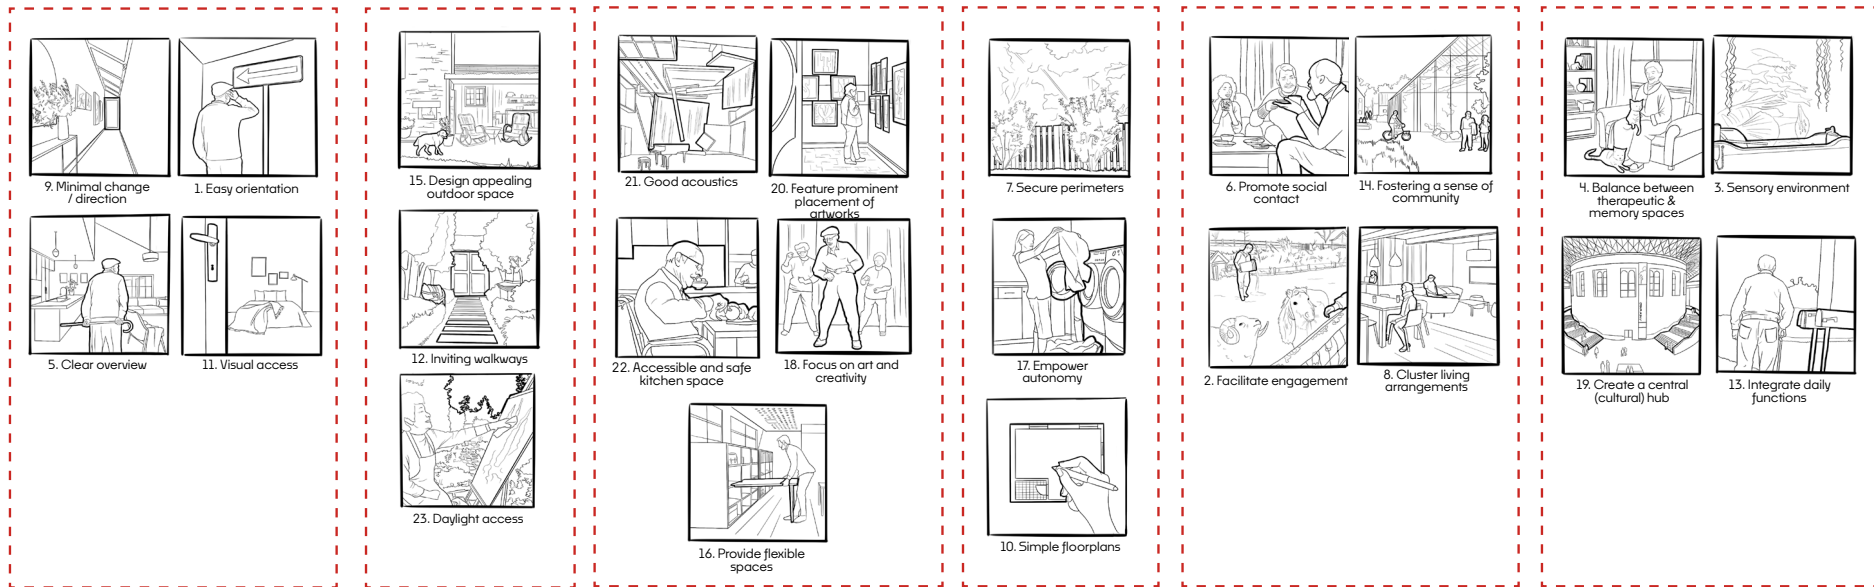 9. Minimal change
/ direction
1. Easy orientation
5. Clear overview
11. Visual access
15. Design appealing
outdoor space
12. Inviting walkways
23. Daylight access
21. Good acoustics
20. Feature prominent
placement of
artworks
22. Accessible and safe
kitchen space
18. Focus on art and
creativity
16. Provide flexible
spaces
7. Secure perimeters
17. Empower
autonomy
10. Simple floorplans
6. Promote social
contact
14. Fostering a sense of
community
2. Facilitate engagement
8. Cluster living
arrangements
4. Balance between
therapeutic &
memory spaces
3. Sensory environment
19. Create a central
(cultural) hub
13. Integrate daily
functions